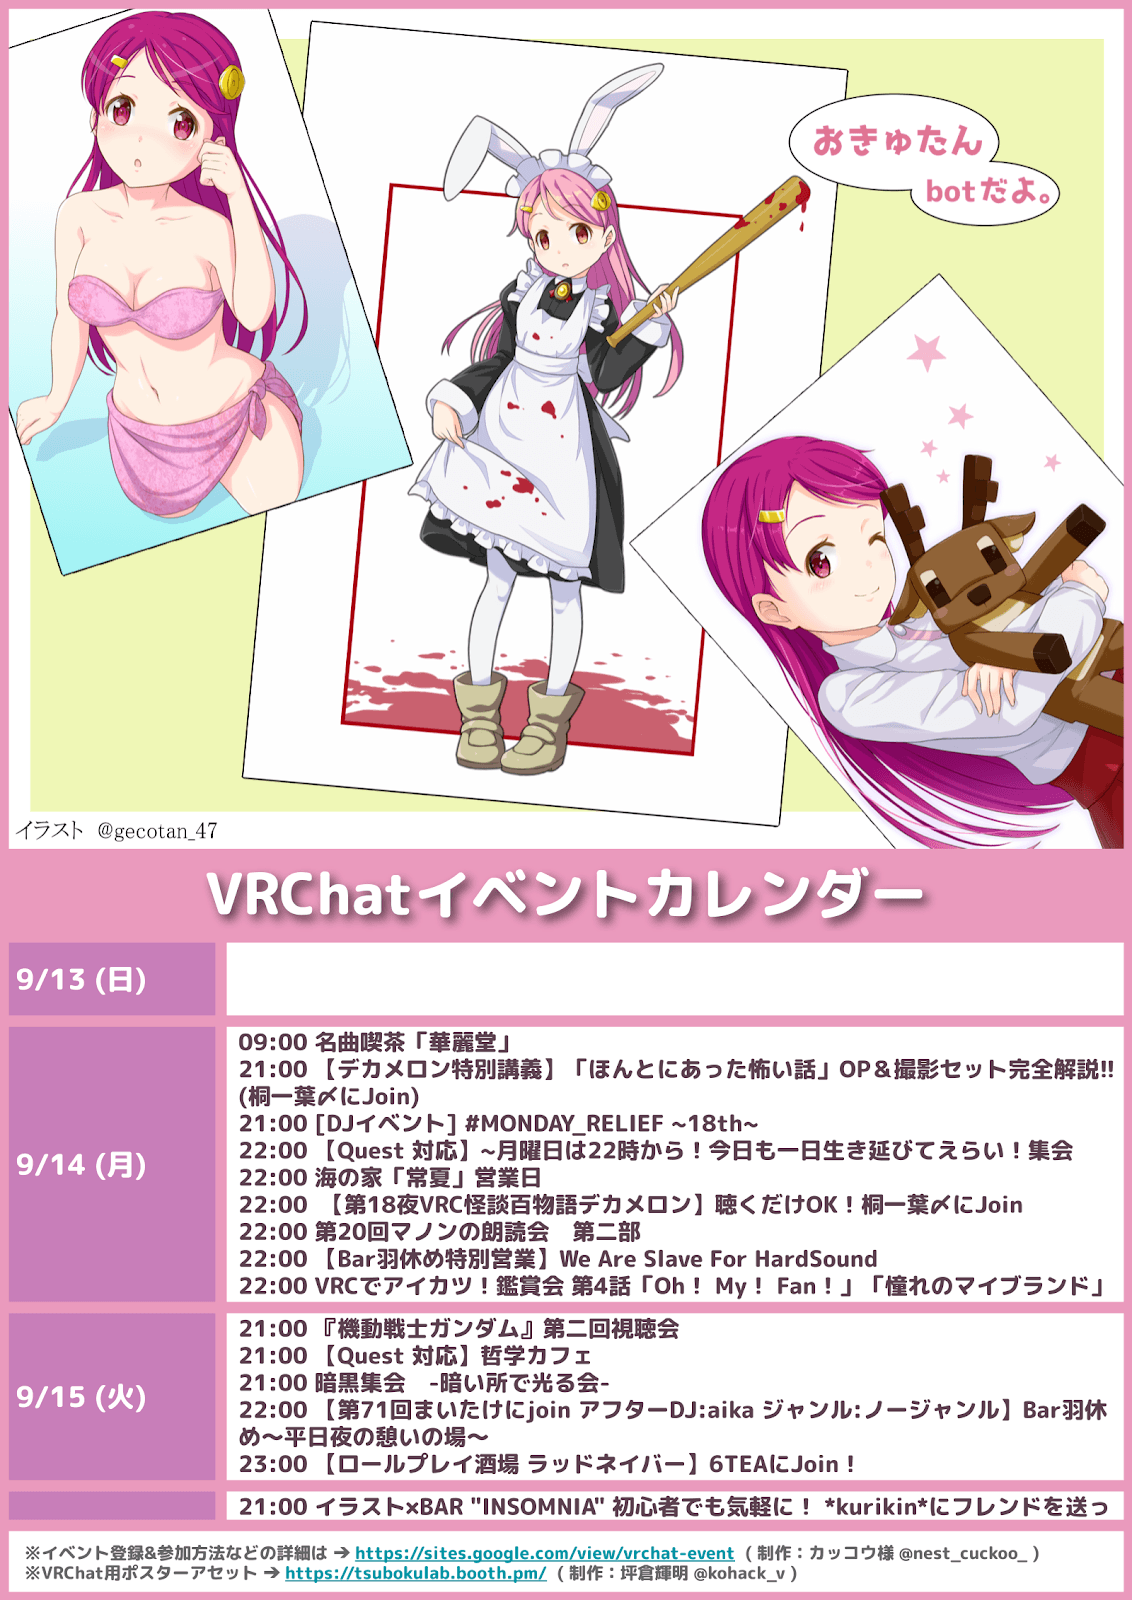 おきゅたん
botだよ。
イラスト @gecotan_47
VRChatイベントカレンダー
9/13 (日)
9/14 (月)
09:00 名曲喫茶「華麗堂」
21:00 【デカメロン特別講義】「ほんとにあった怖い話」OP＆撮影セット完全解説!!
(桐一葉〆にJoin)
21:00 [DJイベント] #MONDAY_RELIEF ~18th~
22:00 【Quest 対応】~月曜日は22時から！今日も一日生き延びてえらい！集会
22:00 海の家「常夏」営業日
22:00 【第18夜VRC怪談百物語デカメロン】聴くだけOK！桐一葉〆にJoin
22:00 第20回マノンの朗読会　第二部
22:00 【Bar羽休め特別営業】We Are Slave For HardSound
22:00 VRCでアイカツ！鑑賞会 第4話「Oh！ My！ Fan！」「憧れのマイブランド」
9/15 (火)
21:00 『機動戦士ガンダム』第二回視聴会
21:00 【Quest 対応】哲学カフェ
21:00 暗黒集会　-暗い所で光る会-
22:00 【第71回まいたけにjoin アフターDJ:aika ジャンル:ノージャンル】Bar羽休
め～平日夜の憩いの場～
23:00 【ロールプレイ酒場 ラッドネイバー】6TEAにJoin！
21:00 イラスト×BAR "INSOMNIA" 初心者でも気軽に！ *kurikin*にフレンドを送っ
※イベント登録&参加方法などの詳細は ➔ https://sites.google.com/view/vrchat-event ( 制作：カッコウ様 @nest_cuckoo_ )
※VRChat用ポスターアセット ➔ https://tsubokulab.booth.pm/ ( 制作：坪倉輝明 @kohack_v )